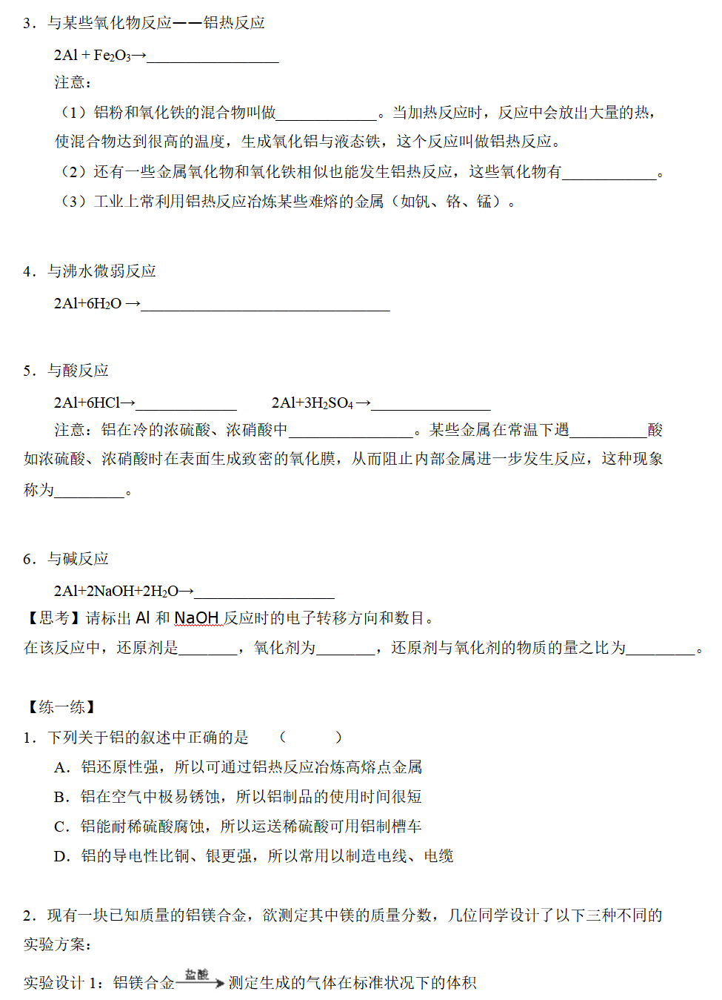 3．与某些氧化物反应——铝热反应
2Al + Fe₂O₃→_________________
注意：
（1）铝粉和氧化铁的混合物叫做_____________。当加热反应时，反应中会放出大量的热，
使混合物达到很高的温度，生成氧化铝与液态铁，这个反应叫做铝热反应。
（2）还有一些金属氧化物和氧化铁相似也能发生铝热反应，这些氧化物有____________。
（3）工业上常利用铝热反应冶炼某些难熔的金属（如钒、铬、锰）。
4．与沸水微弱反应
2Al+6H₂O →________________________________
5．与酸反应
2Al+6HCl→_____________ 2Al+3H₂SO₄→_______________
注意：铝在冷的浓硫酸、浓硝酸中________________。某些金属在常温下遇__________酸
如浓硫酸、浓硝酸时在表面生成致密的氧化膜，从而阻止内部金属进一步发生反应，这种现象
称为_________。
6．与碱反应
2Al+2NaOH+2H₂O→__________________
【思考】请标出 Al 和 NaOH 反应时的电子转移方向和数目。
在该反应中，还原剂是________，氧化剂为________，还原剂与氧化剂的物质的量之比为_________。
【练一练】
1．下列关于铝的叙述中正确的是 （ ）
A．铝还原性强，所以可通过铝热反应冶炼高熔点金属
B．铝在空气中极易锈蚀，所以铝制品的使用时间很短
C．铝能耐稀硫酸腐蚀，所以运送稀硫酸可用铝制槽车
D．铝的导电性比铜、银更强，所以常用以制造电线、电缆
2．现有一块已知质量的铝镁合金，欲测定其中镁的质量分数，几位同学设计了以下三种不同的
实验方案：
实验设计 1：铝镁合金 盐酸→ 测定生成的气体在标准状况下的体积